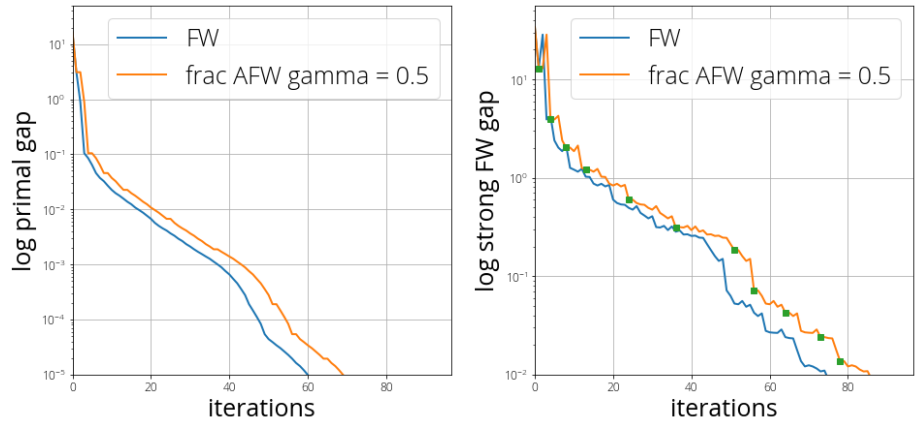 FW
frac AFW gamma = 0.5
log primal gap
10¹
10⁰
10⁻¹
10⁻²
10⁻³
10⁻⁴
10⁻⁵
0
20
40
60
80
iterations
FW
frac AFW gamma = 0.5
log strong FW gap
10¹
10⁰
10⁻¹
10⁻²
0
20
40
60
80
iterations